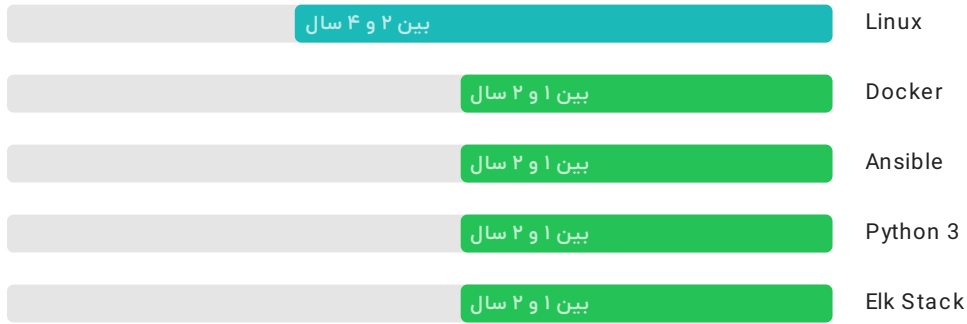 Linux بین ۲ و ۴ سال
Docker بین ۱ و ۲ سال
Ansible بین ۱ و ۲ سال
Python 3 بین ۱ و ۲ سال
Elk Stack بین ۱ و ۲ سال